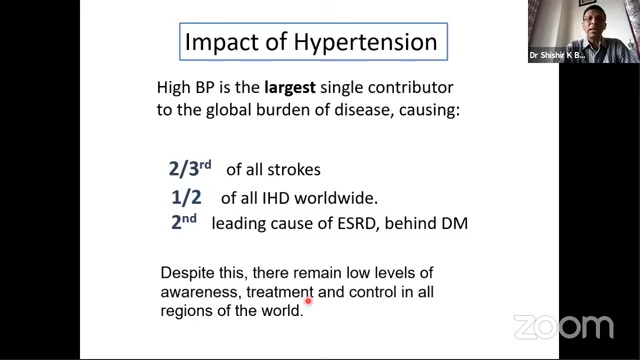 Impact of Hypertension
Dr Shishir K B...
High BP is the largest single contributor
to the global burden of disease, causing:
2/3rd of all strokes
1/2 of all IHD worldwide.
2nd leading cause of ESRD, behind DM
Despite this, there remain low levels of
awareness, treatment and control in all
regions of the world.
zoom